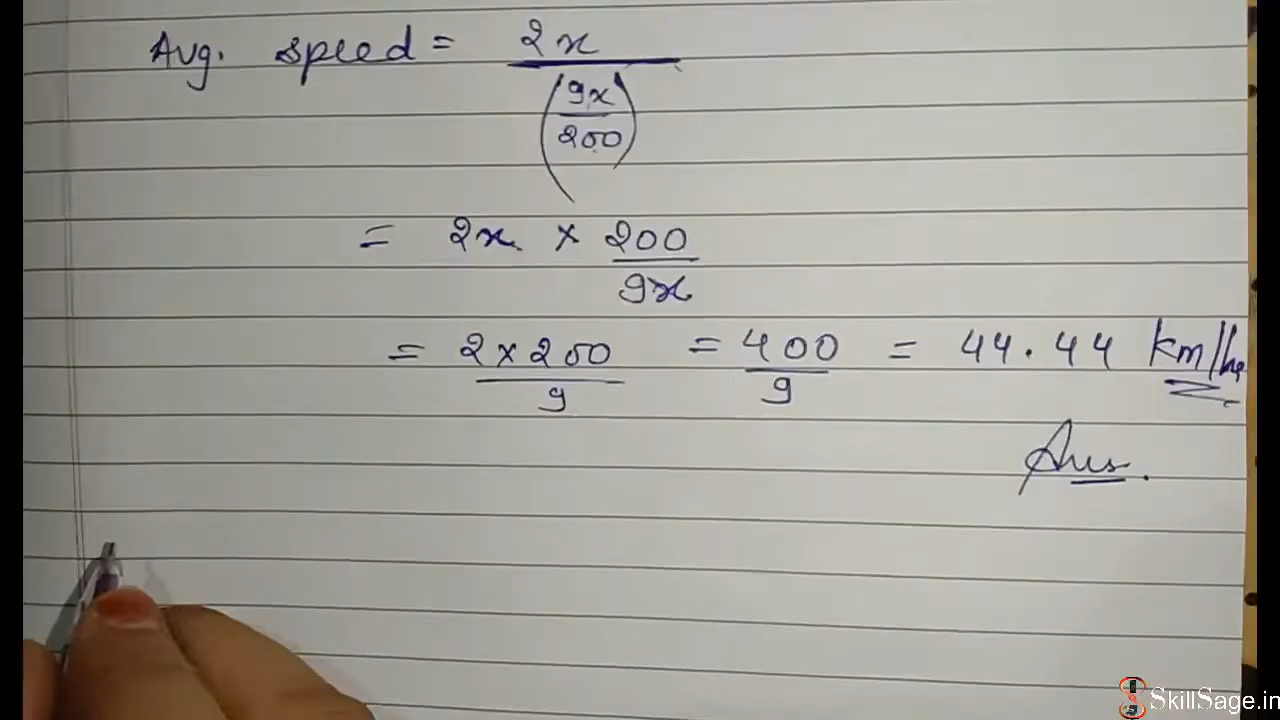 Avg. speed = 2x / (9x / 200)
= 2x × 200 / 9x
= 2 × 200 / 9 = 400 / 9 = 44.44 km/hr
Ans.
SkillSage.in